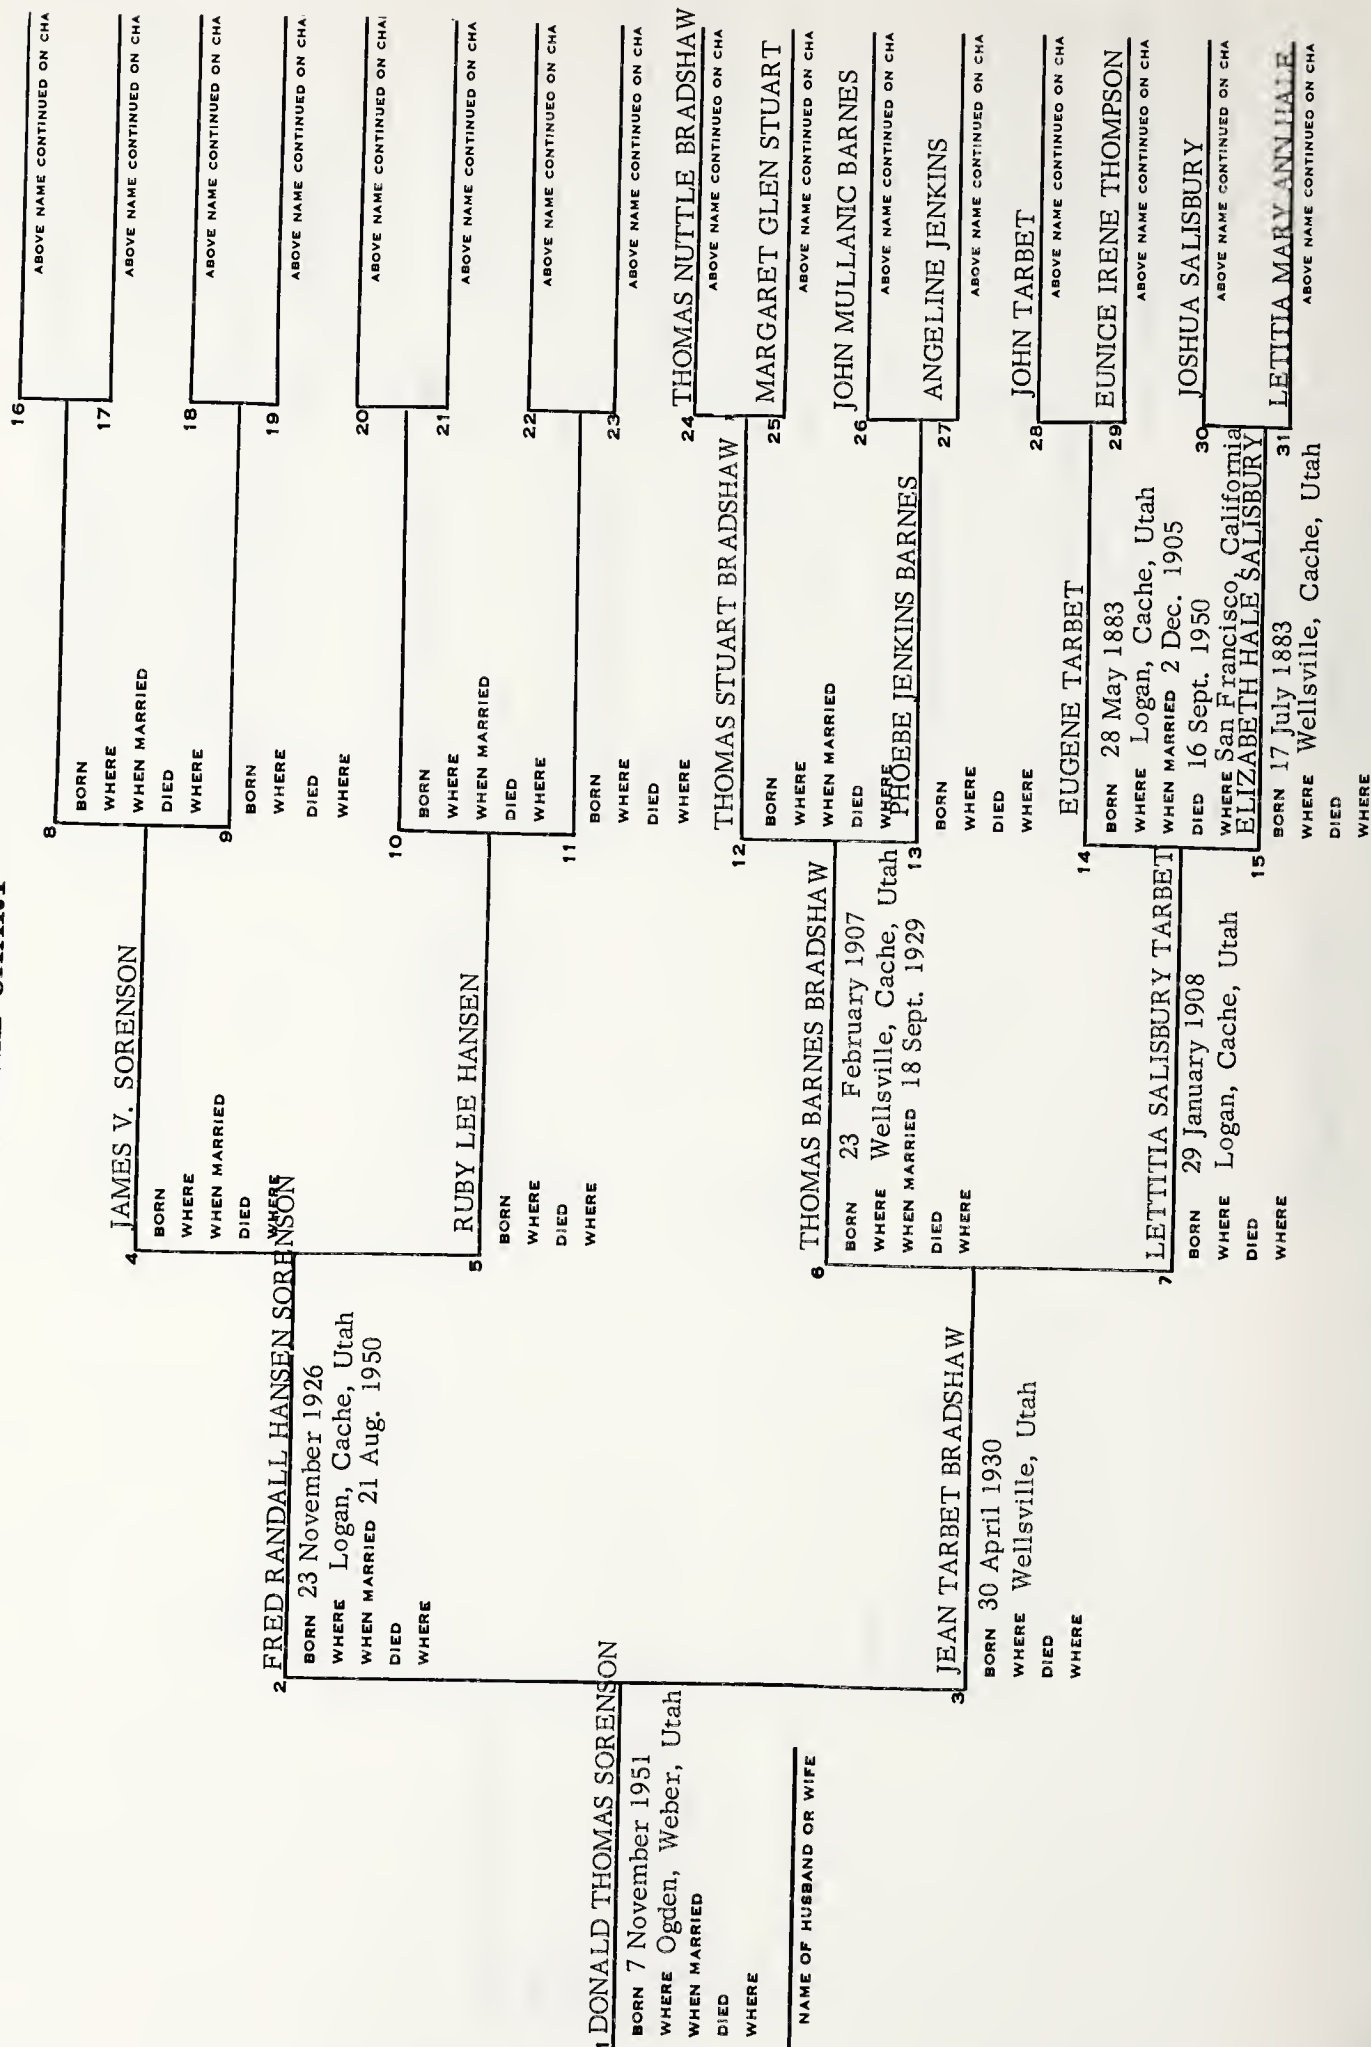 CHART
DONALD THOMAS SORENSON
BORN 7 November 1951
WHERE Ogden, Weber, Utah
WHEN MARRIED
DIED
WHERE
NAME OF HUSBAND OR WIFE
2 FRED RANDALL HANSEN SORENSON
BORN 23 November 1926
WHERE Logan, Cache, Utah
WHEN MARRIED 21 Aug. 1950
DIED
WHERE
3 JEAN TARBET BRADSHAW
BORN 30 April 1930
WHERE Wellsville, Utah
DIED
WHERE
4 JAMES V. SORENSON
BORN
WHERE
WHEN MARRIED
DIED
WHERE
5 RUBY LEE HANSEN
BORN
WHERE
DIED
WHERE
6 THOMAS BARNES BRADSHAW
BORN 23 February 1907
WHERE Wellsville, Cache, Utah
WHEN MARRIED 18 Sept. 1929
DIED
WHERE
7 LETTITIA SALISBURY TARBET
BORN 29 January 1908
WHERE Logan, Cache, Utah
DIED
WHERE
8
BORN
WHERE
WHEN MARRIED
DIED
WHERE
9
BORN
WHERE
DIED
WHERE
10
BORN
WHERE
WHEN MARRIED
DIED
WHERE
11
BORN
WHERE
DIED
WHERE
12 THOMAS STUART BRADSHAW
BORN
WHERE
WHEN MARRIED
DIED
WHERE
13 PHOEBE JENKINS BARNES
BORN
WHERE
DIED
WHERE
14 EUGENE TARBET
BORN 28 May 1883
WHERE Logan, Cache, Utah
WHEN MARRIED 2 Dec. 1905
DIED 16 Sept. 1950
WHERE San Francisco, California
15 ELIZABETH HALE SALISBURY
BORN 17 July 1883
WHERE Wellsville, Cache, Utah
DIED
WHERE
16
ABOVE NAME CONTINUED ON CHA
17
ABOVE NAME CONTINUED ON CHA
18
ABOVE NAME CONTINUED ON CHA
19
ABOVE NAME CONTINUED ON CHA
20
ABOVE NAME CONTINUED ON CHA
21
ABOVE NAME CONTINUED ON CHA
22
ABOVE NAME CONTINUED ON CHA
23
ABOVE NAME CONTINUED ON CHA
24 THOMAS NUTTLE BRADSHAW
ABOVE NAME CONTINUED ON CHA
25 MARGARET GLEN STUART
ABOVE NAME CONTINUED ON CHA
26 JOHN MULLANIC BARNES
ABOVE NAME CONTINUED ON CHA
27 ANGELINE JENKINS
ABOVE NAME CONTINUED ON CHA
28 JOHN TARBET
ABOVE NAME CONTINUED ON CHA
29 EUNICE IRENE THOMPSON
ABOVE NAME CONTINUED ON CHA
30 JOSHUA SALISBURY
ABOVE NAME CONTINUED ON CHA
31 LETITIA MARY ANN HALE
ABOVE NAME CONTINUED ON CHA